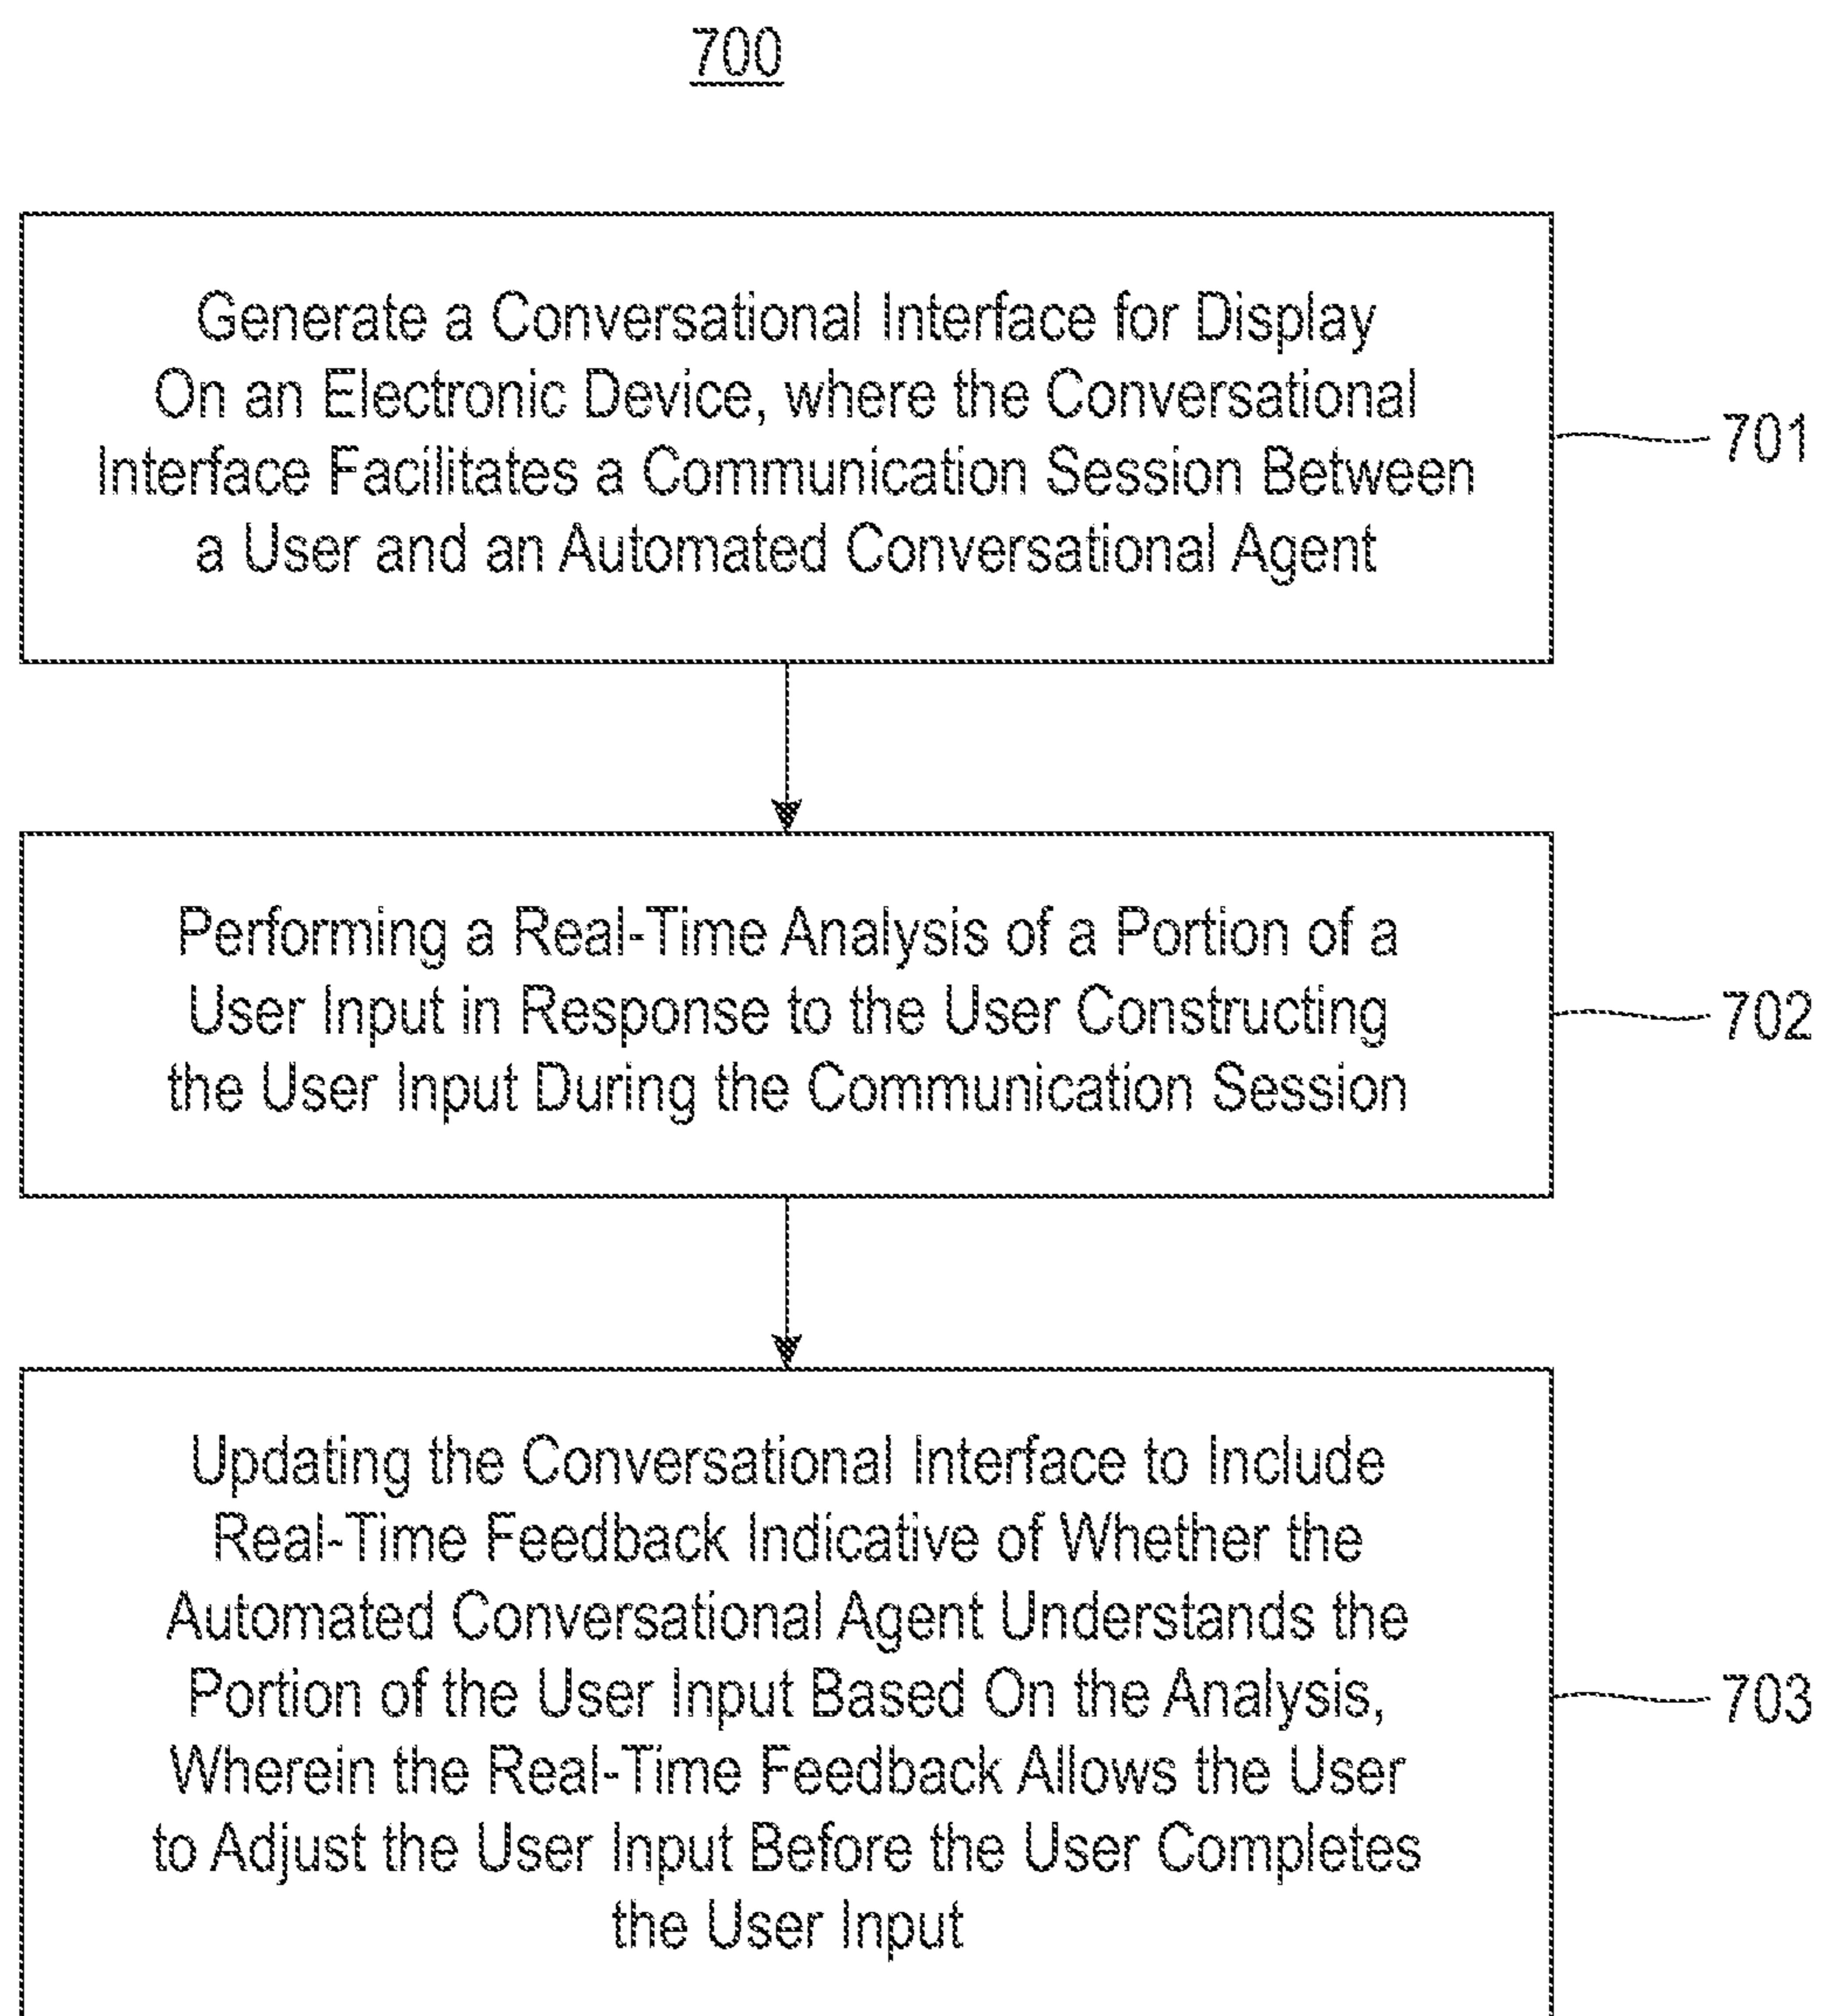 700
Generate a Conversational Interface for Display
On an Electronic Device, where the Conversational
Interface Facilitates a Communication Session Between
a User and an Automated Conversational Agent
701
Performing a Real-Time Analysis of a Portion of a
User Input in Response to the User Constructing
the User Input During the Communication Session
702
Updating the Conversational Interface to Include
Real-Time Feedback Indicative of Whether the
Automated Conversational Agent Understands the
Portion of the User Input Based On the Analysis,
Wherein the Real-Time Feedback Allows the User
to Adjust the User Input Before the User Completes
the User Input
703